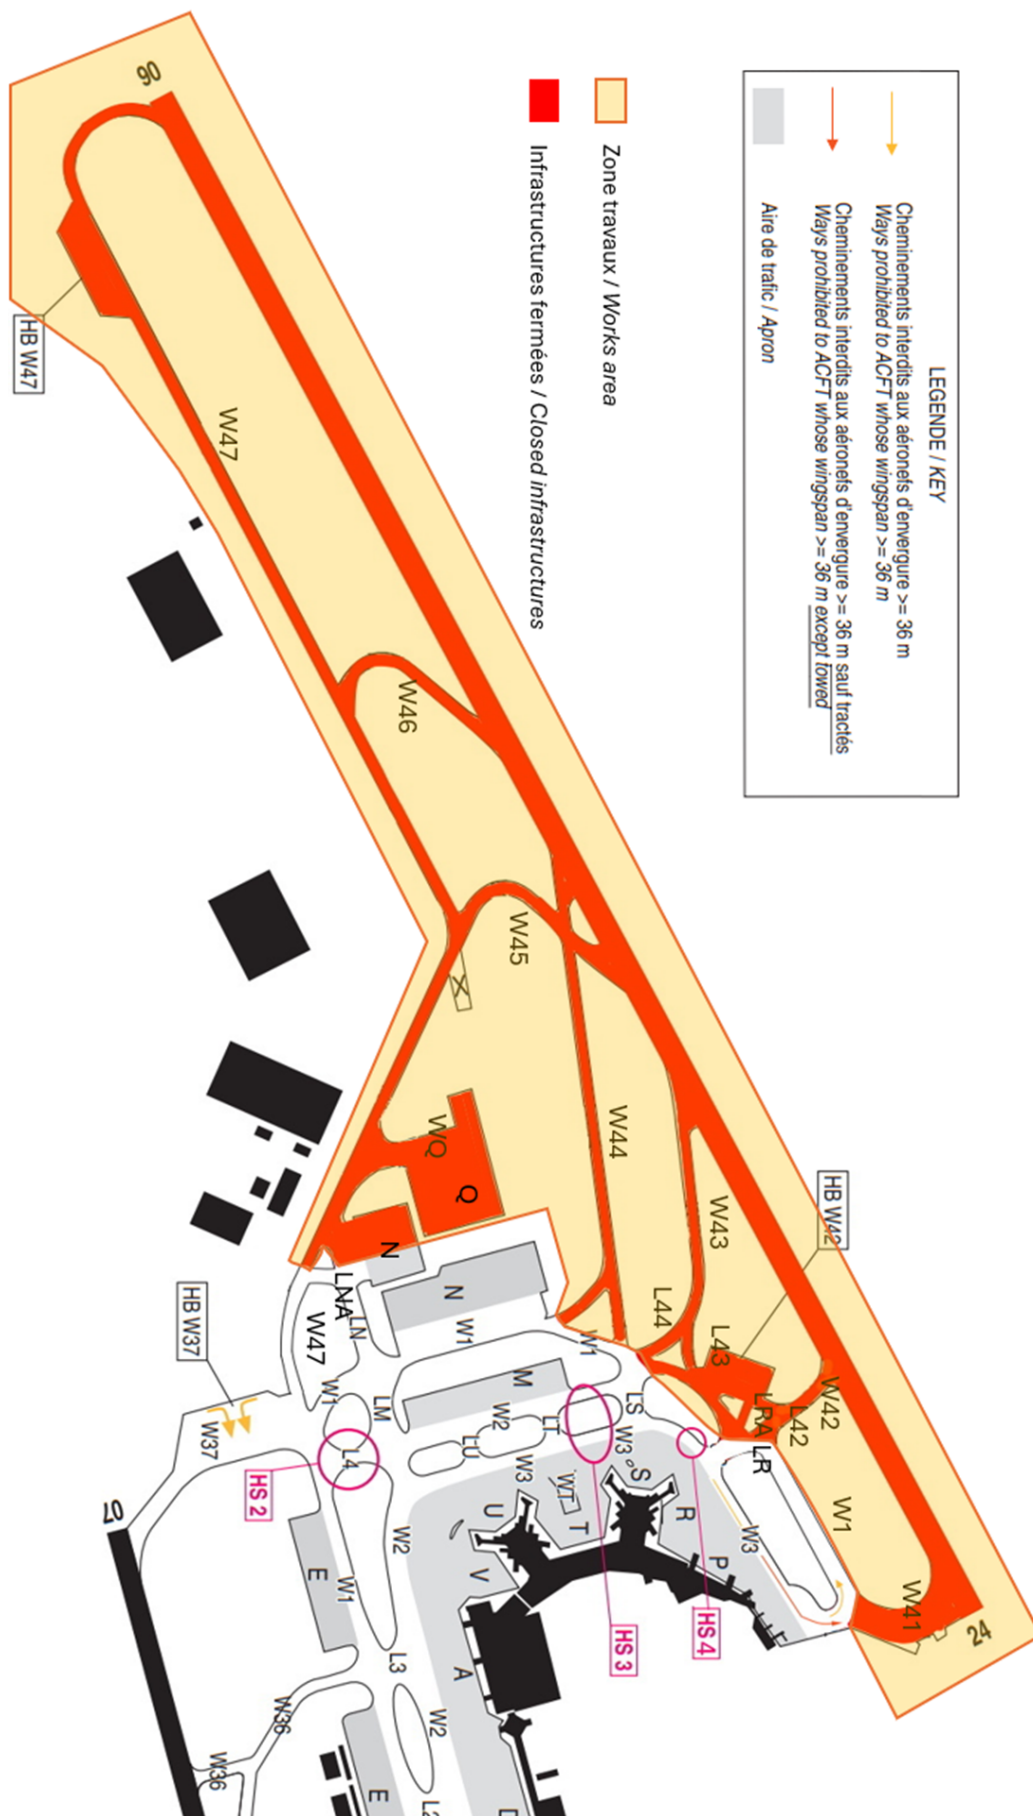 LEGENDE / KEY
Cheminements interdits aux aéronefs d'envergure >= 36 m
Ways prohibited to ACFT whose wingspan >= 36 m
Cheminements interdits aux aéronefs d'envergure >= 36 m sauf tractés
Ways prohibited to ACFT whose wingspan >= 36 m except towed
Aire de trafic / Apron
Zone travaux / Works area
Infrastructures fermées / Closed infrastructures
06
HB W47
W47
W46
W45
X
W44
WQ
Q
N
N
W43
HB W42
L44
L43
W42
L42
LRA
LR
LNA
LN
W47
W1
W1
W1
M
LM
W1
HB W37
W37
L4
HS 2
W2
LT
LU
LS
W3
W3
S
WT
T
U
V
R
P
W3
W1
W41
24
HS 4
HS 3
W2
W1
E
L3
A
W2
W36
W36
E
L2
D
07